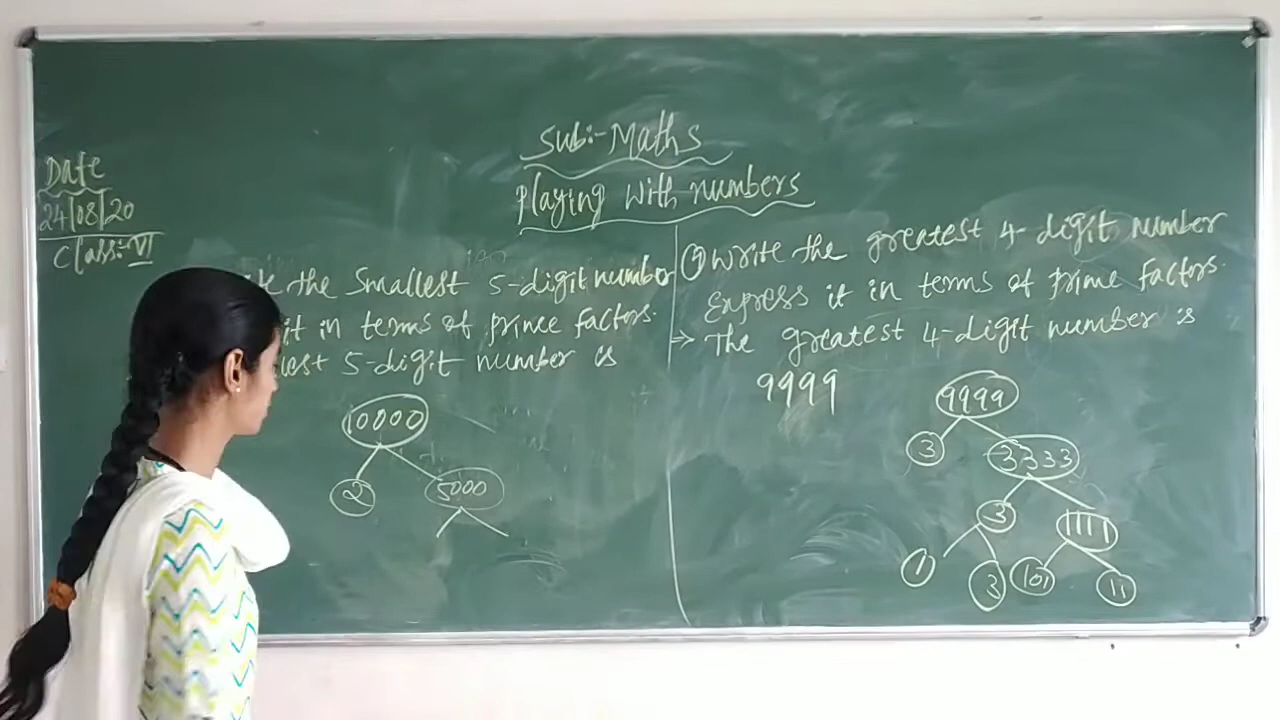 Date
24/08/20
Class:- VI
Sub:- Maths
Playing with numbers
the Smallest 5-digit number
it in terms of prime factors.
5-digit number is
10000
2 5000
Write the greatest 4-digit number
Express it in terms of prime factors.
→ The greatest 4-digit number is
9999
9999
3 3333
3 1111
1 3 101 11